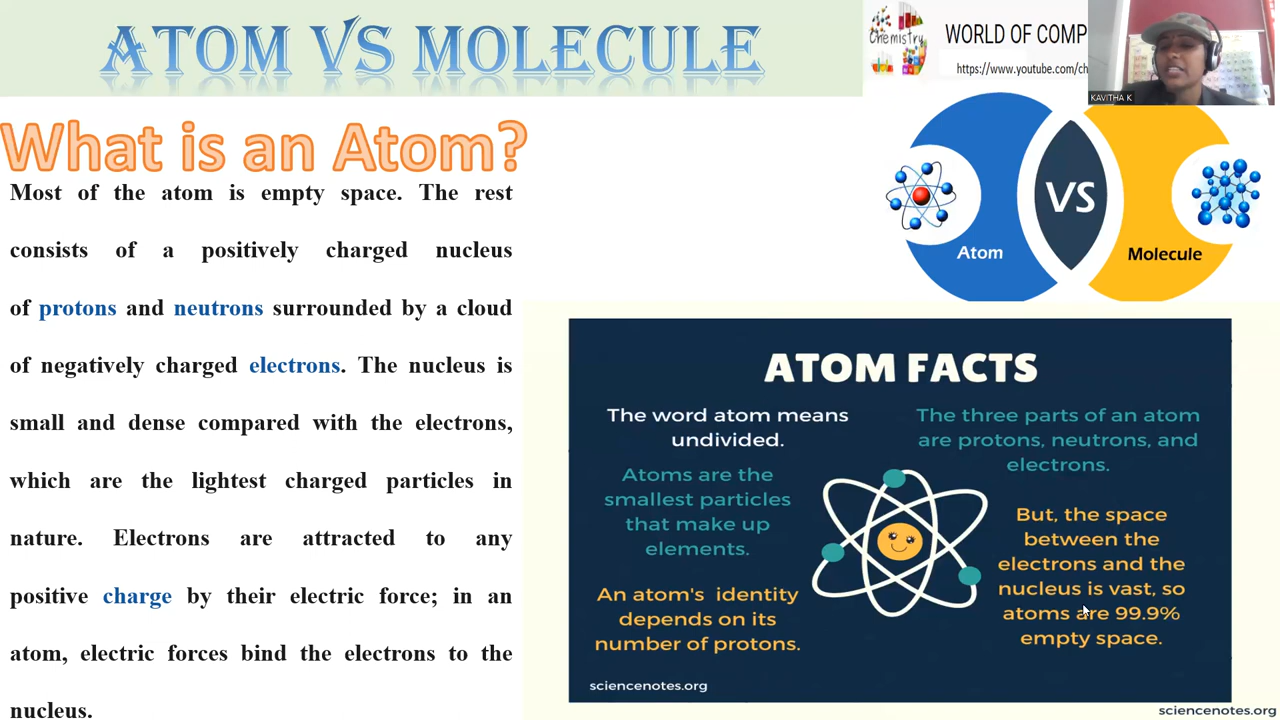 ATOM VS MOLECULE
Chemistry
WORLD OF COMP
https://www.youtube.com/ch
KAVITHA K
What is an Atom?
Most of the atom is empty space. The rest
consists of a positively charged nucleus
of protons and neutrons surrounded by a cloud
of negatively charged electrons. The nucleus is
small and dense compared with the electrons,
which are the lightest charged particles in
nature. Electrons are attracted to any
positive charge by their electric force; in an
atom, electric forces bind the electrons to the
nucleus.
VS
Atom
Molecule
ATOM FACTS
The word atom means
undivided.
Atoms are the
smallest particles
that make up
elements.
An atom's identity
depends on its
number of protons.
The three parts of an atom
are protons, neutrons, and
electrons.
But, the space
between the
electrons and the
nucleus is vast, so
atoms are 99.9%
empty space.
sciencenotes.org
sciencenotes.org